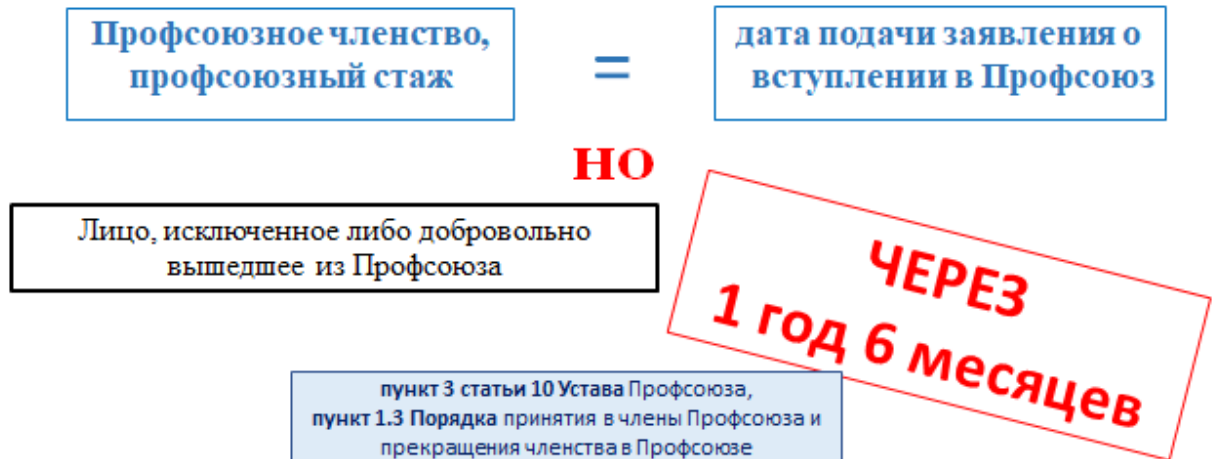 Профсоюзное членство,
профсоюзный стаж
=
дата подачи заявления о
вступлении в Профсоюз
НО
Лицо, исключенное либо добровольно
вышедшее из Профсоюза
ЧЕРЕЗ
1 год 6 месяцев
пункт 3 статьи 10 Устава Профсоюза,
пункт 1.3 Порядка принятия в члены Профсоюза и
прекращения членства в Профсоюзе